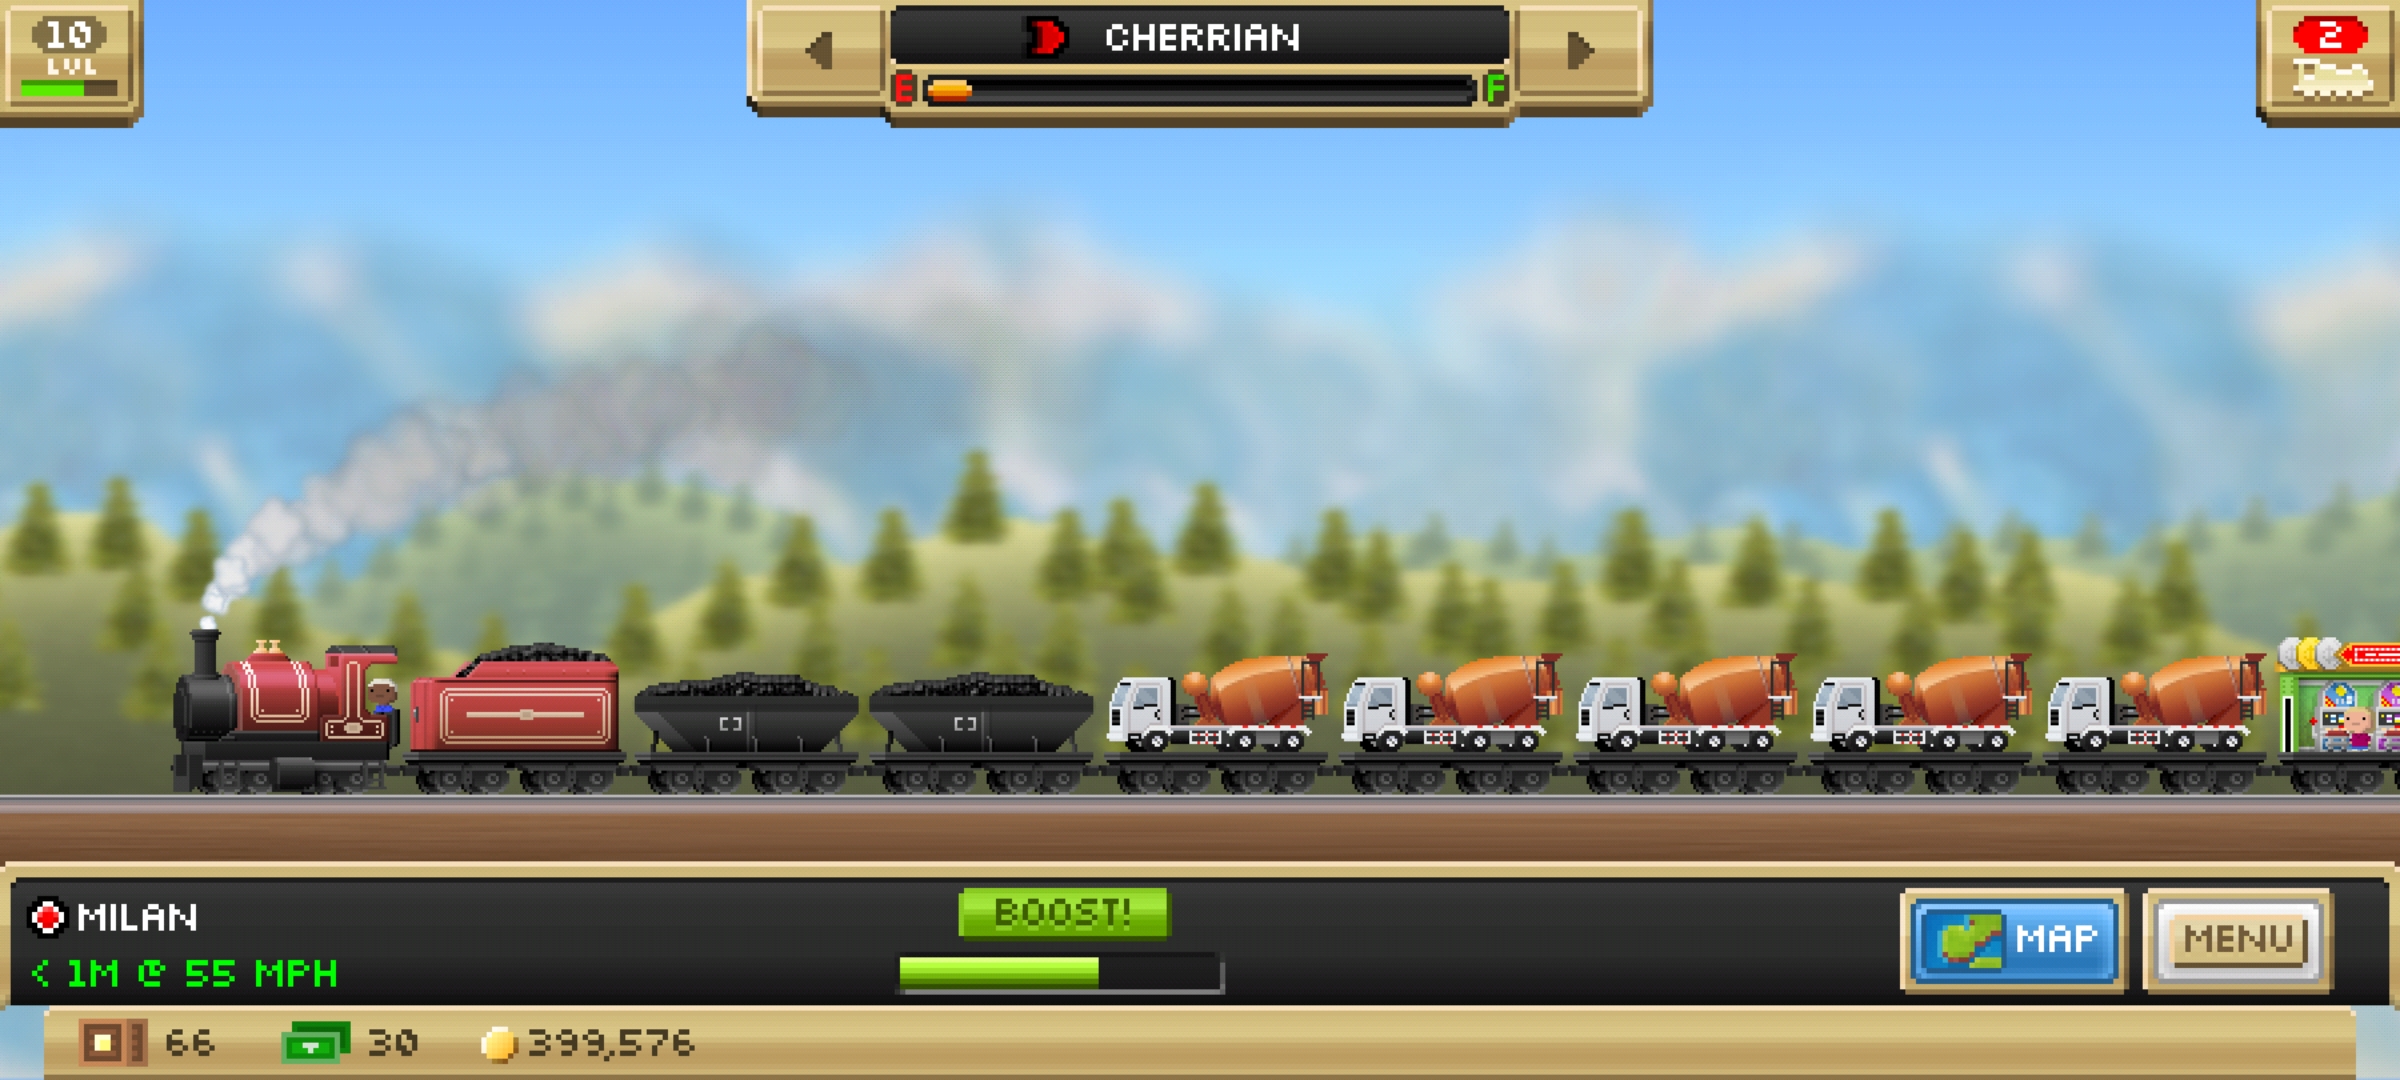 10
LVL
CHERRIAN
E F
2
MILAN
< 1M @ 55 MPH
BOOST!
MAP
MENU
66
30
399,576